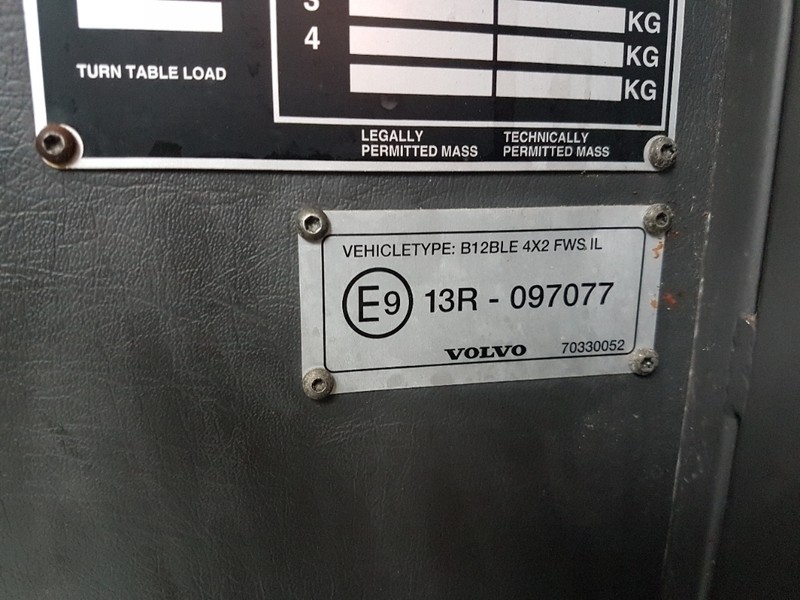 3
KG
4
KG
KG
TURN TABLE LOAD
LEGALLY
PERMITTED MASS
TECHNICALLY
PERMITTED MASS
VEHICLETYPE: B12BLE 4X2 FWS IL
E9 13R - 097077
VOLVO 70330052